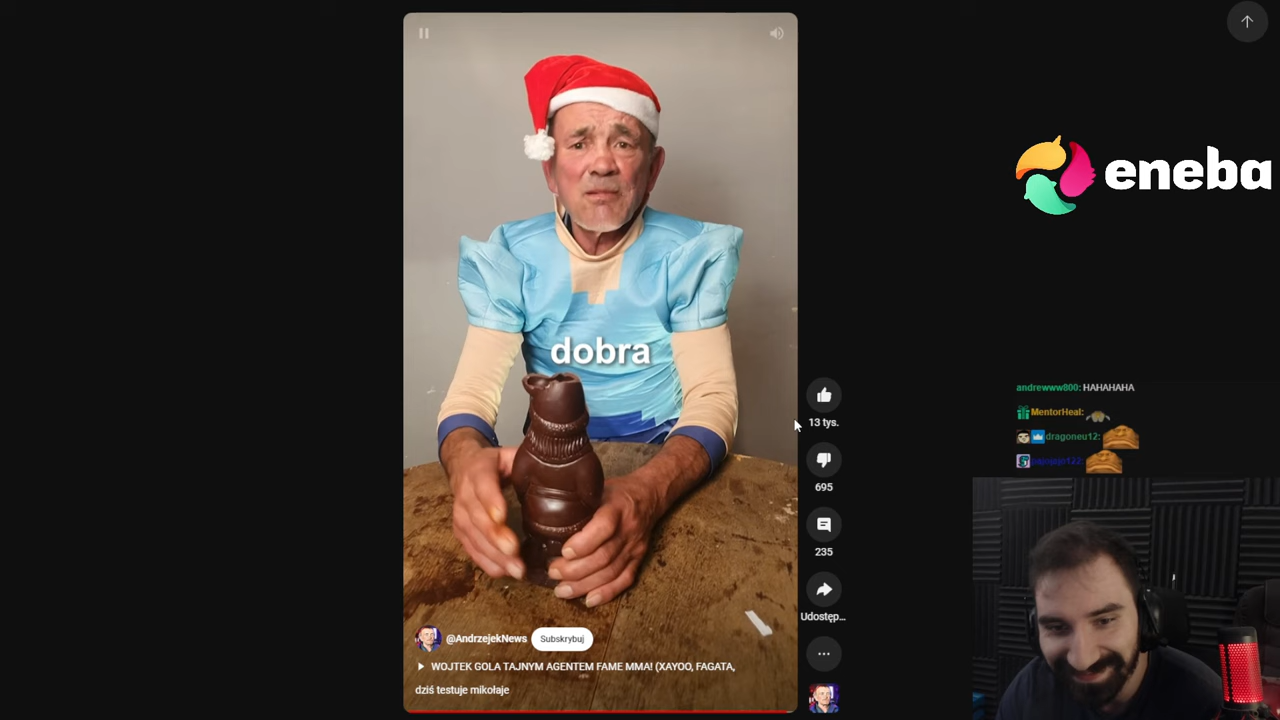 dobra
@AndrzejekNews
Subskrybuj
WOJTEK GOLA TAJNYM AGENTEM FAME MMA! (XAYOO, FAGATA,
dziś testuje mikołaje
13 tys.
695
235
Udostęp...
eneba
andrewww800: HAHAHAHA
MentorHeal:
dragoneu12: